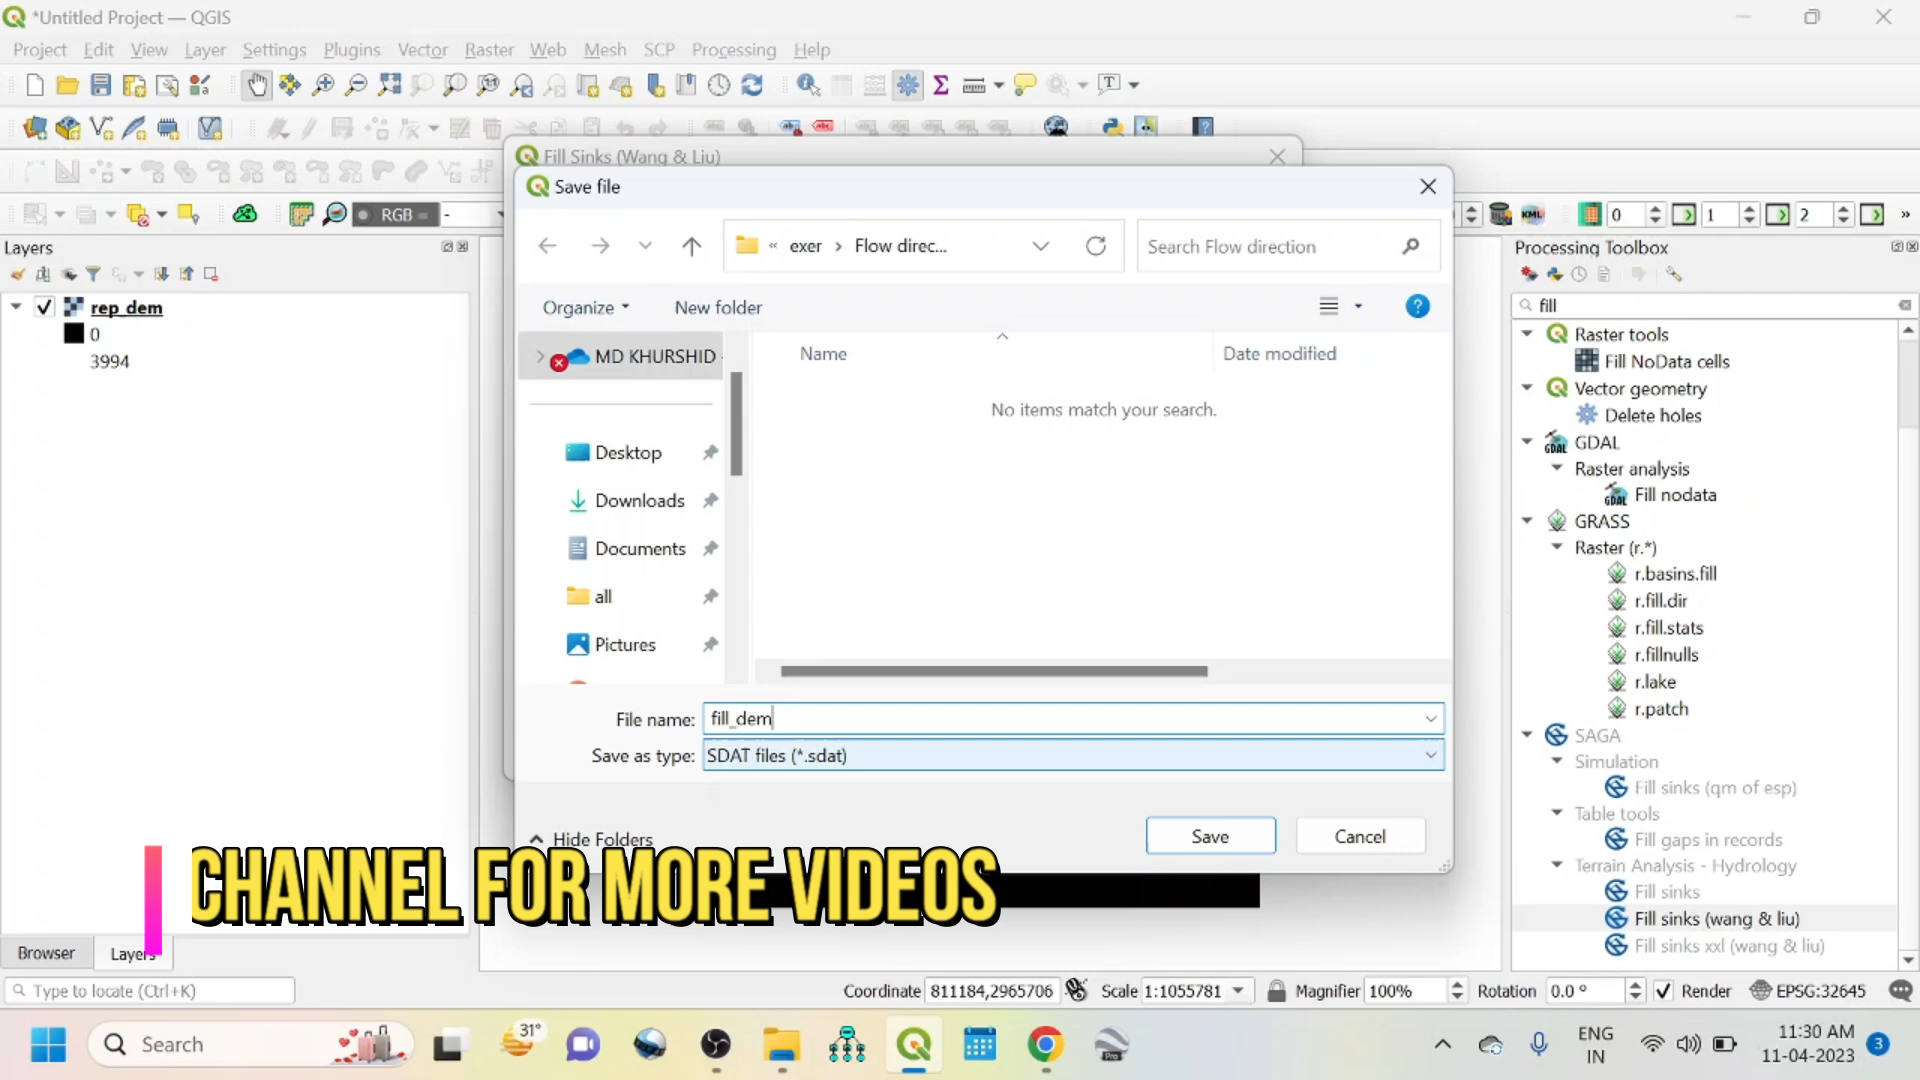 *Untitled Project — QGIS
Project Edit View Layer Settings Plugins Vector Raster Web Mesh SCP Processing Help
Fill Sinks (Wang & Liu)
Save file
RGB
-
KML
0
1
2
»
Layers
« exer › Flow direc...
Search Flow direction
Processing Toolbox
Organize
New folder
fill
rep_dem
0
3994
MD KHURSHID
Name
Date modified
No items match your search.
Desktop
Downloads
Documents
all
Pictures
Raster tools
Fill NoData cells
Vector geometry
Delete holes
GDAL
Raster analysis
Fill nodata
GRASS
Raster (r.*)
r.basins.fill
r.fill.dir
r.fill.stats
r.fillnulls
r.lake
r.patch
SAGA
Simulation
Fill sinks (qm of esp)
Table tools
Fill gaps in records
Terrain Analysis - Hydrology
Fill sinks
Fill sinks (wang & liu)
Fill sinks xxl (wang & liu)
File name: fill_dem
Save as type: SDAT files (*.sdat)
Hide Folders
Save
Cancel
CHANNEL FOR MORE VIDEOS
Browser
Layers
Type to locate (Ctrl+K)
Coordinate 811184,2965706
Scale 1:1055781
Magnifier 100%
Rotation 0.0 °
Render
EPSG:32645
Search
31°
Pro
ENG
IN
11:30 AM
11-04-2023
3